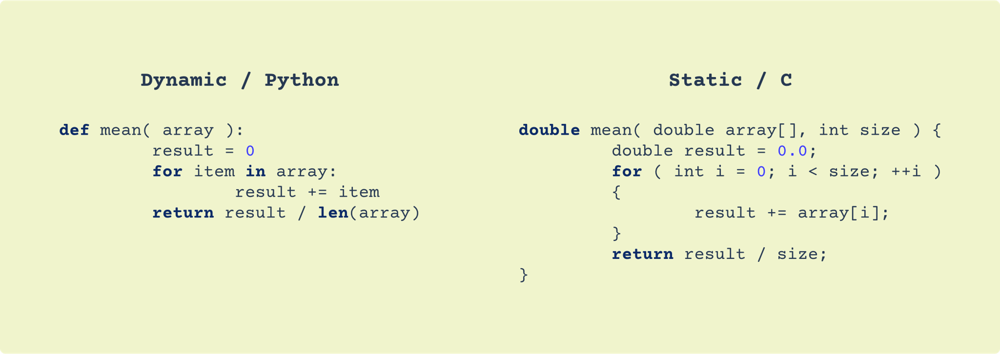 Dynamic / Python
def mean( array ):
result = 0
for item in array:
result += item
return result / len(array)
Static / C
double mean( double array[], int size ) {
double result = 0.0;
for ( int i = 0; i < size; ++i )
{
result += array[i];
}
return result / size;
}